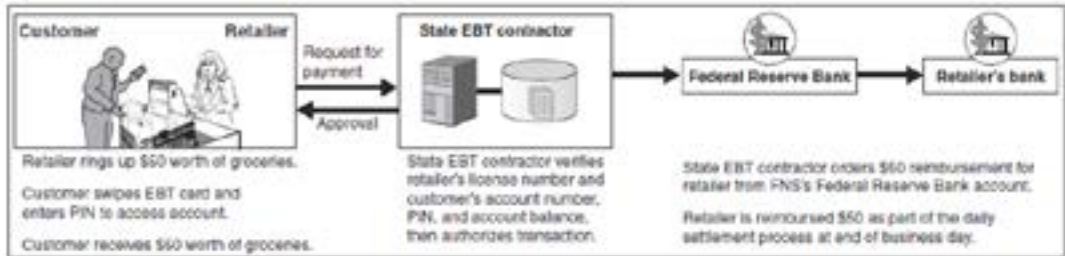 Customer Retailer
Request for
payment
Approval
State EBT contractor
Federal Reserve Bank
Retailer's bank
Retailer rings up $50 worth of groceries.
Customer swipes EBT card and
enters PIN to access account.
Customer receives $50 worth of groceries.
State EBT contractor verifies
retailer's license number and
customer's account number,
PIN, and account balance,
then authorizes transaction.
State EBT contractor orders $50 reimbursement for
retailer from FNS's Federal Reserve Bank account.
Retailer is reimbursed $50 as part of the daily
settlement process at end of business day.